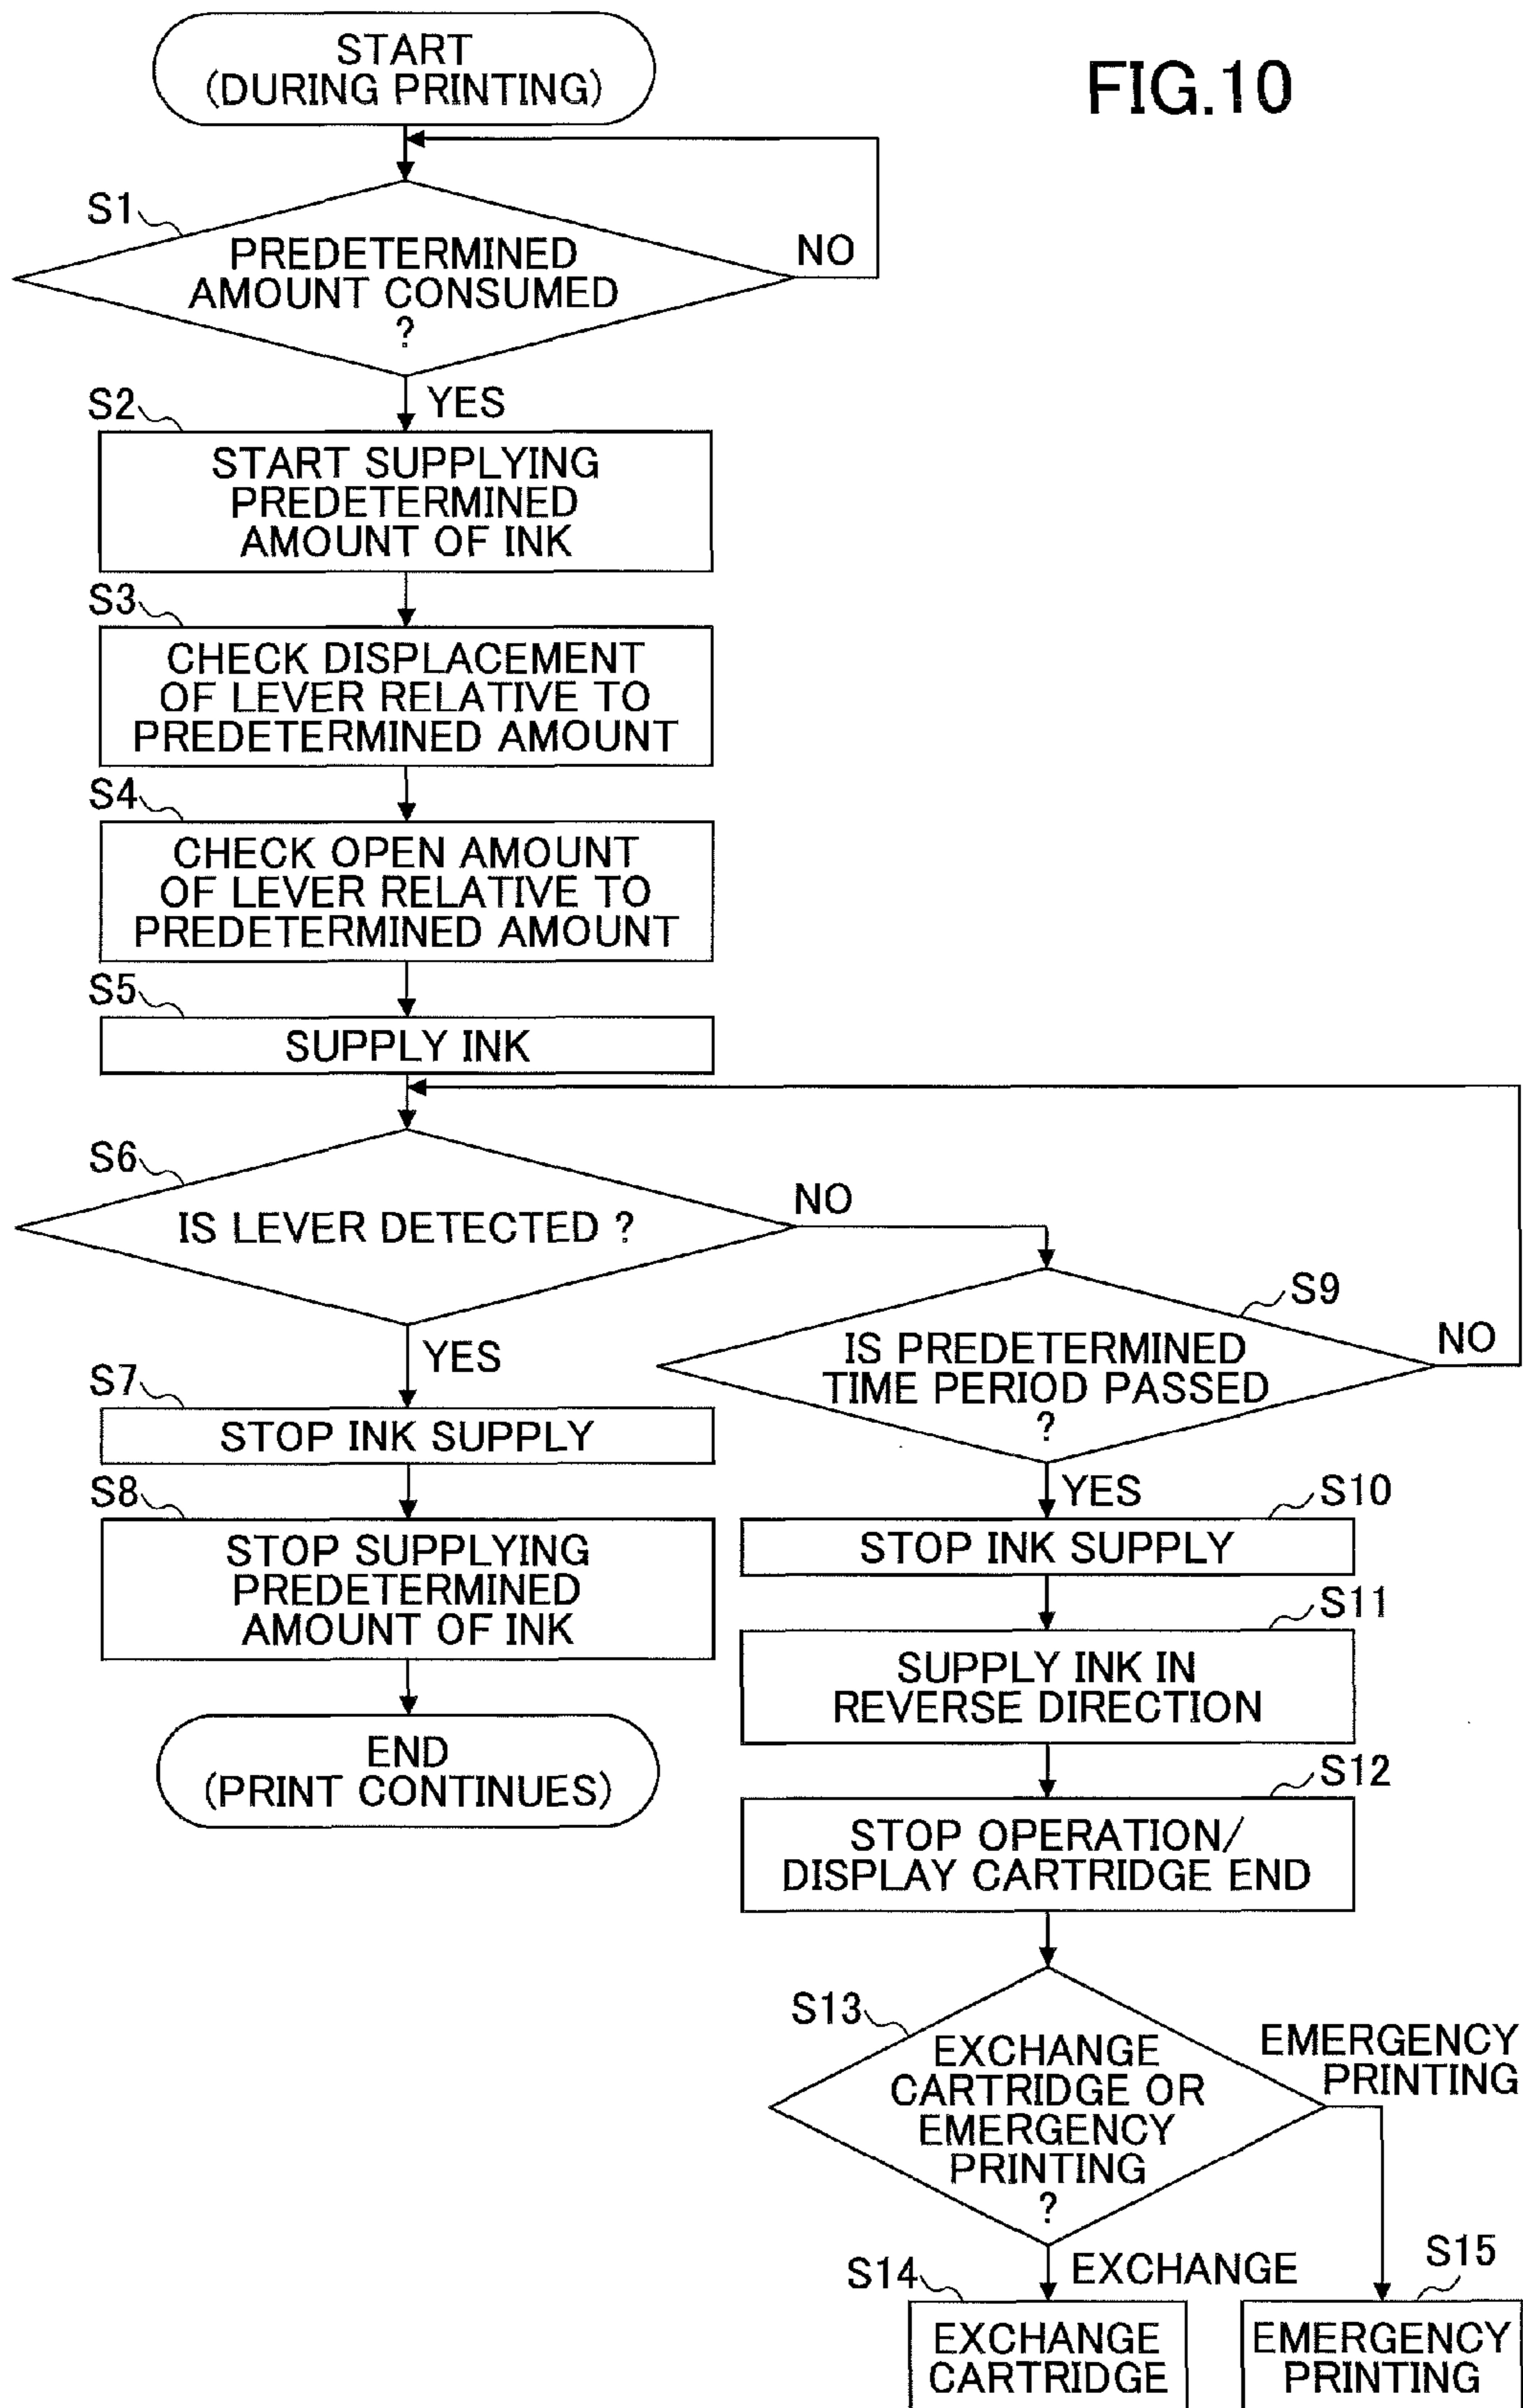 START
(DURING PRINTING)
FIG.10
S1
PREDETERMINED
AMOUNT CONSUMED
?
NO
YES
S2
START SUPPLYING
PREDETERMINED
AMOUNT OF INK
S3
CHECK DISPLACEMENT
OF LEVER RELATIVE TO
PREDETERMINED AMOUNT
S4
CHECK OPEN AMOUNT
OF LEVER RELATIVE TO
PREDETERMINED AMOUNT
S5
SUPPLY INK
S6
IS LEVER DETECTED ?
NO
YES
S7
STOP INK SUPPLY
S8
STOP SUPPLYING
PREDETERMINED
AMOUNT OF INK
END
(PRINT CONTINUES)
S9
IS PREDETERMINED
TIME PERIOD PASSED
?
NO
YES
S10
STOP INK SUPPLY
S11
SUPPLY INK IN
REVERSE DIRECTION
S12
STOP OPERATION/
DISPLAY CARTRIDGE END
S13
EXCHANGE
CARTRIDGE OR
EMERGENCY
PRINTING
?
EMERGENCY
PRINTING
EXCHANGE
S14
EXCHANGE
CARTRIDGE
S15
EMERGENCY
PRINTING